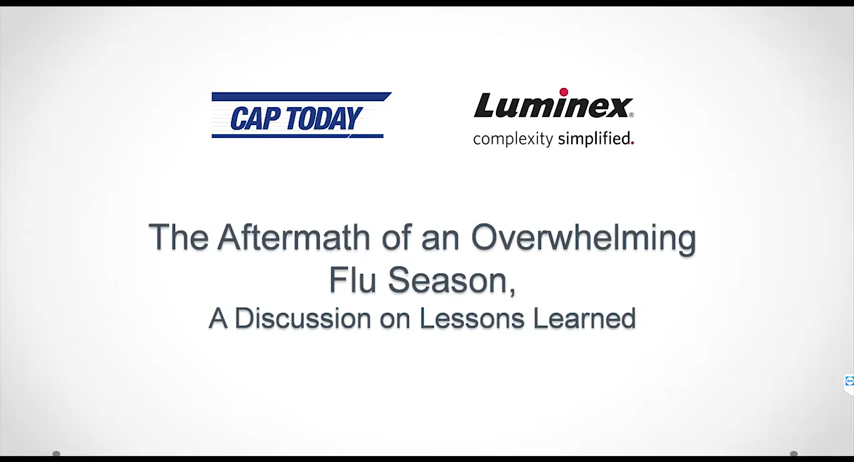 CAP TODAY
Luminex®
complexity simplified.
The Aftermath of an Overwhelming
Flu Season,
A Discussion on Lessons Learned